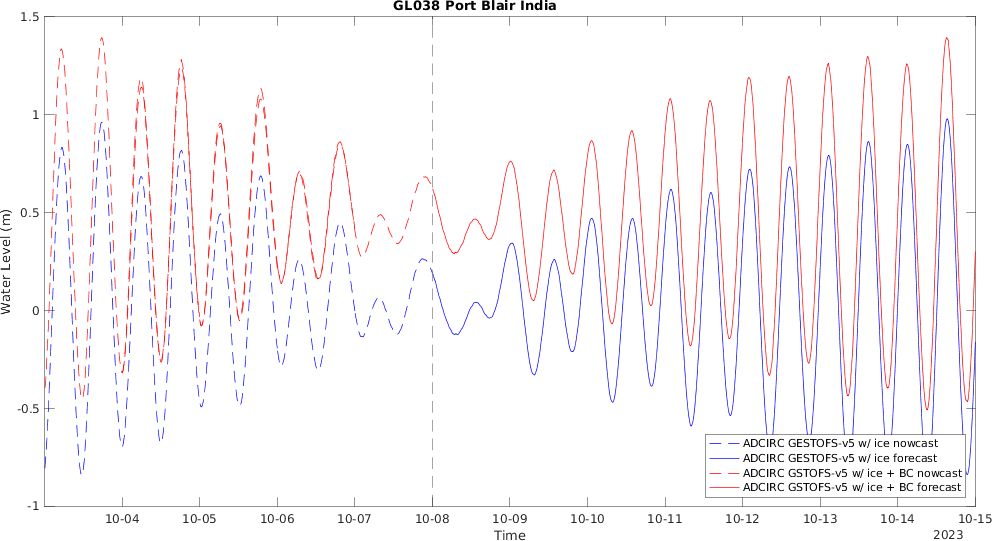 GL038 Port Blair India
1.5
1
0.5
0
-0.5
-1
Water Level (m)
10-04
10-05
10-06
10-07
10-08
10-09
10-10
10-11
10-12
10-13
10-14
10-15
Time
2023
ADCIRC GESTOFS-v5 w/ ice nowcast
ADCIRC GESTOFS-v5 w/ ice forecast
ADCIRC GSTOFS-v5 w/ ice + BC nowcast
ADCIRC GSTOFS-v5 w/ ice + BC forecast